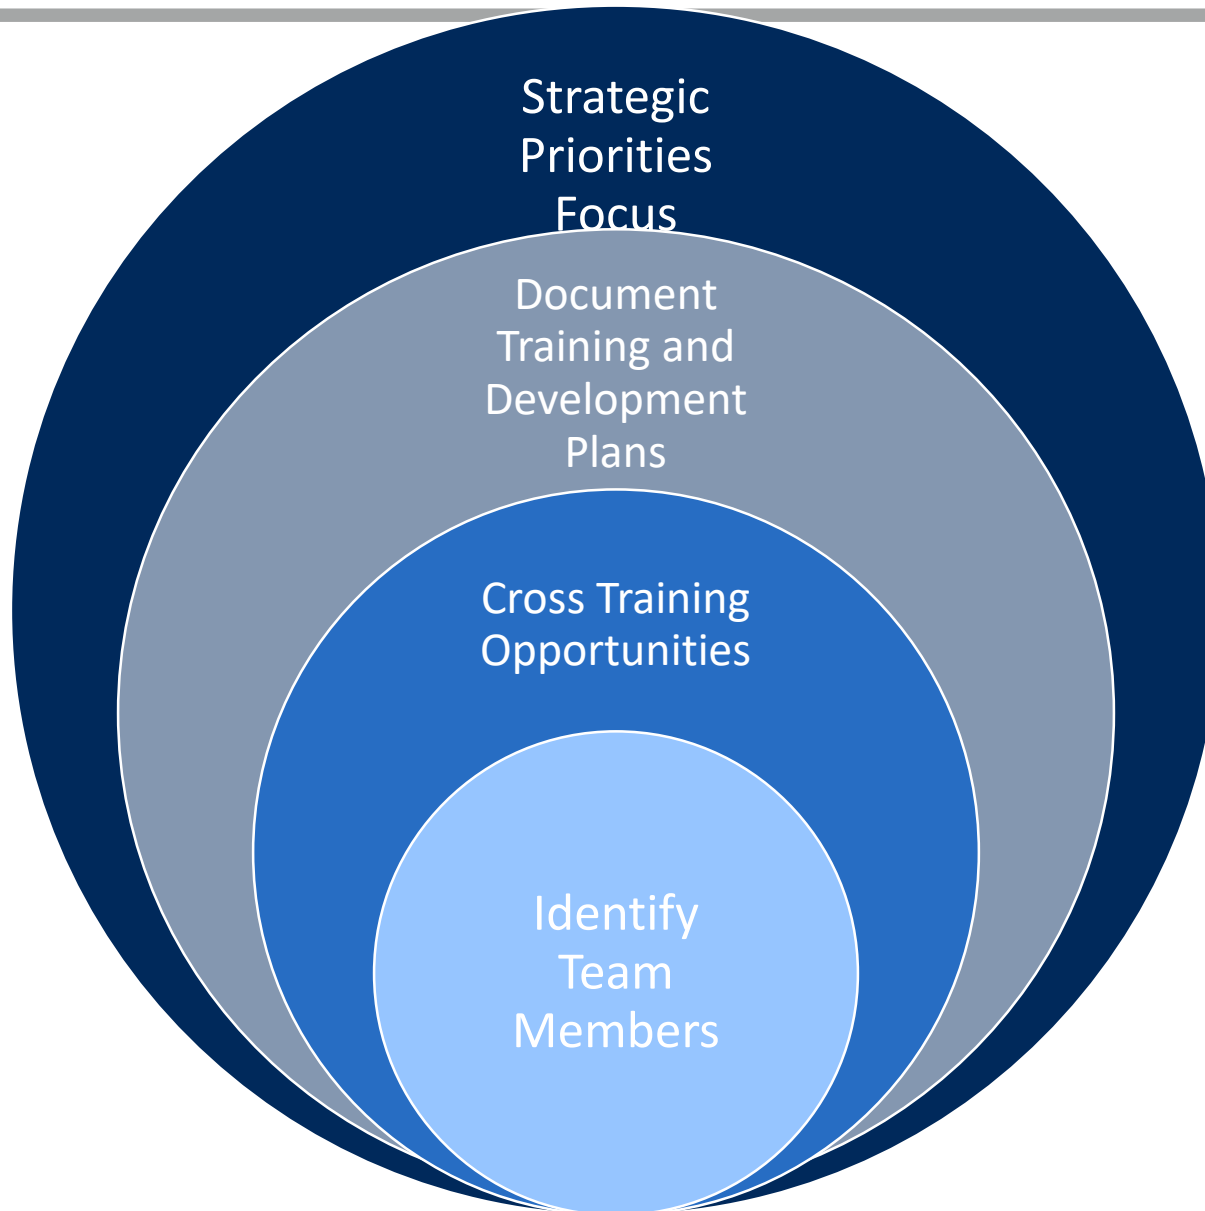 Strategic
Priorities
Focus
Document
Training and
Development
Plans
Cross Training
Opportunities
Identify
Team
Members